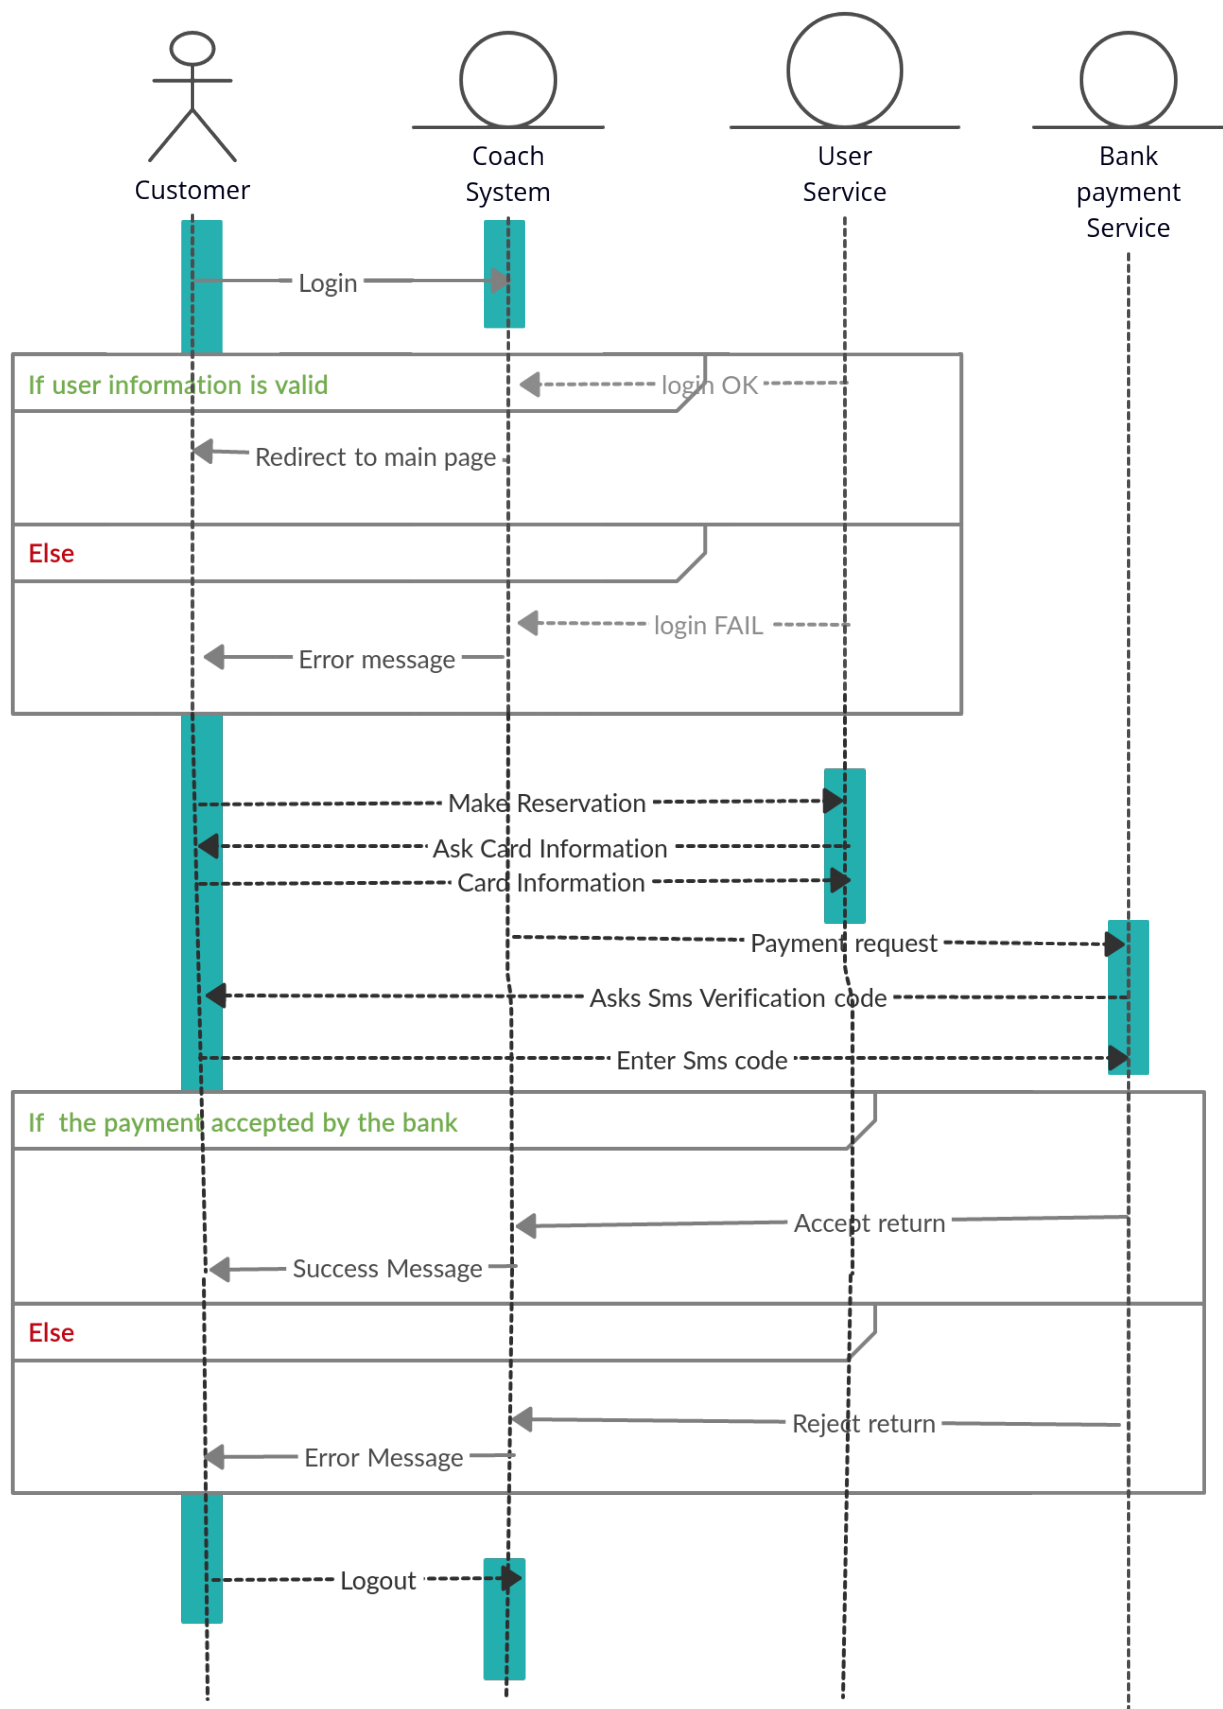 Customer
Coach
System
User
Service
Bank
payment
Service
Login
If user information is valid
login OK
Redirect to main page
Else
login FAIL
Error message
Make Reservation
Ask Card Information
Card Information
Payment request
Asks Sms Verification code
Enter Sms code
If  the payment accepted by the bank
Accept return
Success Message
Else
Reject return
Error Message
Logout